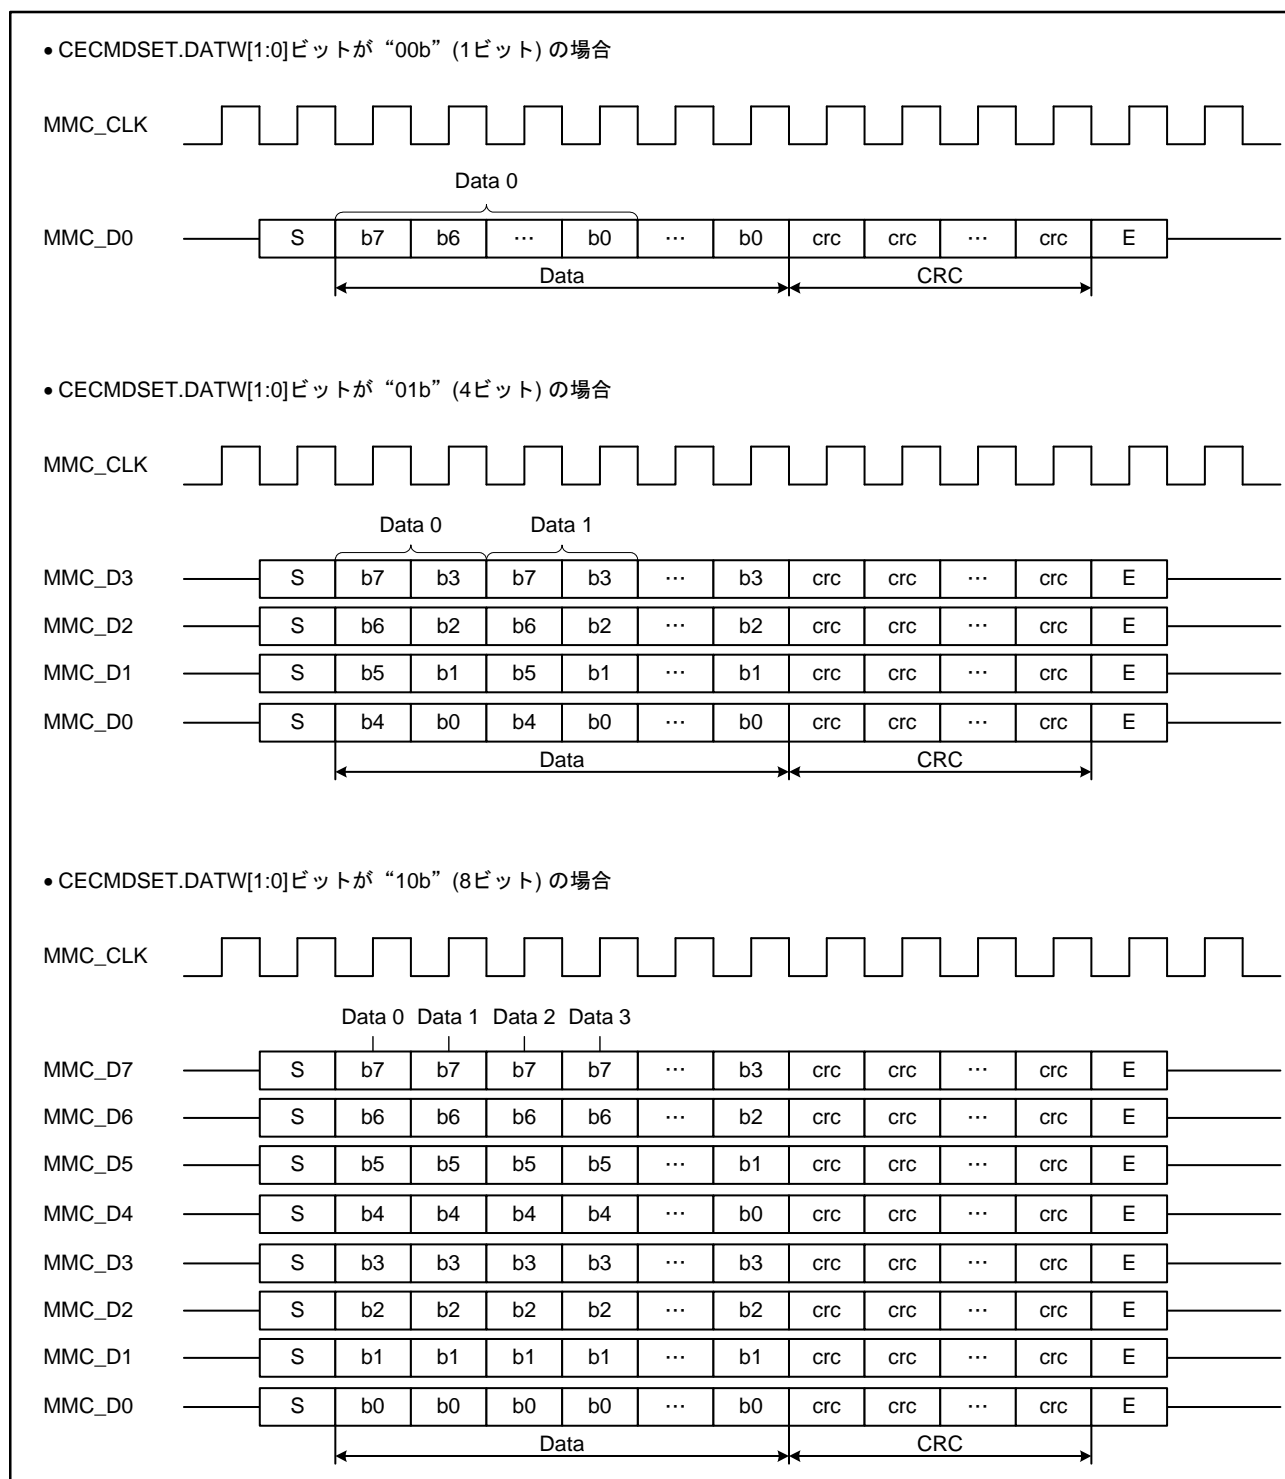 • CECMDSET.DATW[1:0]ビットが“00b”(1ビット) の場合
MMC_CLK
Data 0
MMC_D0 S b7 b6 … b0 … b0 crc crc … crc E
Data CRC
• CECMDSET.DATW[1:0]ビットが“01b”(4ビット) の場合
MMC_CLK
Data 0 Data 1
MMC_D3 S b7 b3 b7 b3 … b3 crc crc … crc E
MMC_D2 S b6 b2 b6 b2 … b2 crc crc … crc E
MMC_D1 S b5 b1 b5 b1 … b1 crc crc … crc E
MMC_D0 S b4 b0 b4 b0 … b0 crc crc … crc E
Data CRC
• CECMDSET.DATW[1:0]ビットが“10b”(8ビット) の場合
MMC_CLK
Data 0 Data 1 Data 2 Data 3
MMC_D7 S b7 b7 b7 b7 … b3 crc crc … crc E
MMC_D6 S b6 b6 b6 b6 … b2 crc crc … crc E
MMC_D5 S b5 b5 b5 b5 … b1 crc crc … crc E
MMC_D4 S b4 b4 b4 b4 … b0 crc crc … crc E
MMC_D3 S b3 b3 b3 b3 … b3 crc crc … crc E
MMC_D2 S b2 b2 b2 b2 … b2 crc crc … crc E
MMC_D1 S b1 b1 b1 b1 … b1 crc crc … crc E
MMC_D0 S b0 b0 b0 b0 … b0 crc crc … crc E
Data CRC